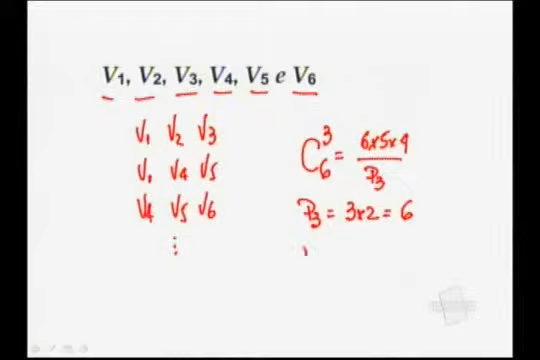 V1, V2, V3, V4, V5 e V6
V1 V2 V3
V1 V4 V5
V4 V5 V6
⋮
C₆³ = 6x5x4 / P3
P3 = 3x2 = 6